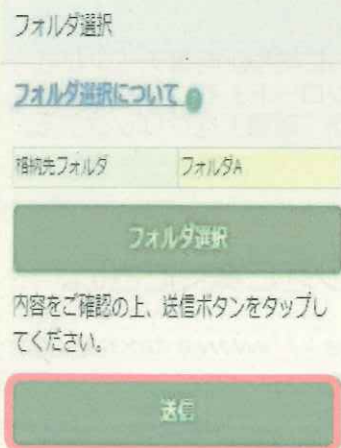 フォルダ選択
フォルダ選択について
格納先フォルダ フォルダA
フォルダ選択
内容をご確認の上、送信ボタンをタップし
てください。
送信